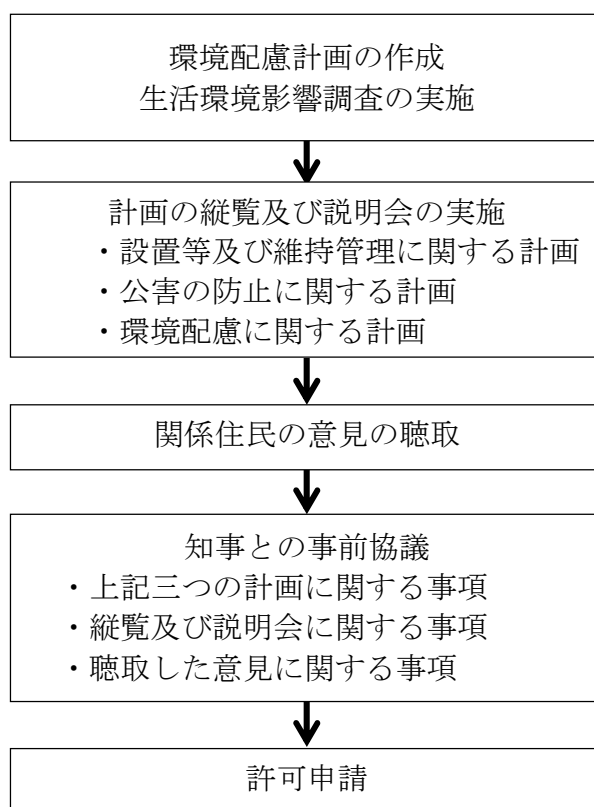 環境配慮計画の作成
生活環境影響調査の実施
計画の縦覧及び説明会の実施
・設置等及び維持管理に関する計画
・公害の防止に関する計画
・環境配慮に関する計画
関係住民の意見の聴取
知事との事前協議
・上記三つの計画に関する事項
・縦覧及び説明会に関する事項
・聴取した意見に関する事項
許可申請